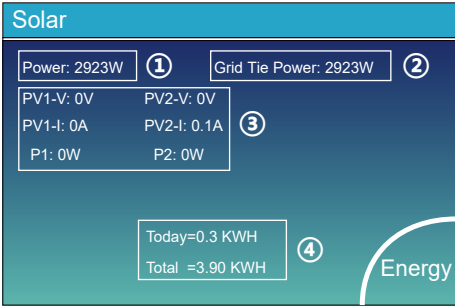 Solar
Power: 2923W ① Grid Tie Power: 2923W ②
PV1-V: 0V PV2-V: 0V
PV1-I: 0A PV2-I: 0.1A ③
P1: 0W P2: 0W
Today=0.3 KWH
④
Total =3.90 KWH
Energy